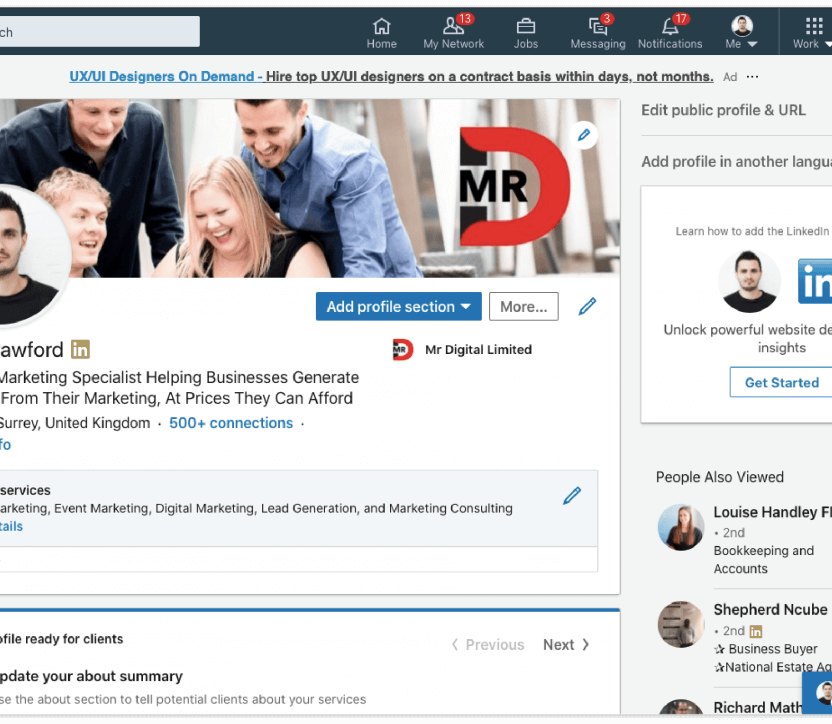 ch
Home
13
My Network
Jobs
3
Messaging
17
Notifications
Me
Work
UX/UI Designers On Demand - Hire top UX/UI designers on a contract basis within days, not months. Ad ...
MR
Edit public profile & URL
Add profile in another langua
Learn how to add the LinkedIn
in
Unlock powerful website de
insights
Get Started
Add profile section
More...
awford in
MR Mr Digital Limited
Marketing Specialist Helping Businesses Generate
From Their Marketing, At Prices They Can Afford
Surrey, United Kingdom · 500+ connections ·
fo
services
arketing, Event Marketing, Digital Marketing, Lead Generation, and Marketing Consulting
tails
People Also Viewed
Louise Handley F
• 2nd
Bookkeeping and
Accounts
Shepherd Ncube
• 2nd in
✰ Business Buyer
✰National Estate Ag
Richard Math
ofile ready for clients
Previous Next
pdate your about summary
se the about section to tell potential clients about your services